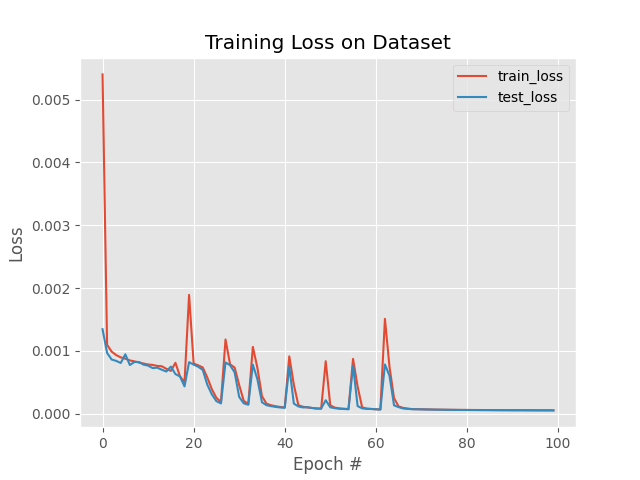 Training Loss on Dataset
train_loss
test_loss
0.005
0.004
0.003
0.002
0.001
0.000
Loss
0 20 40 60 80 100
Epoch #